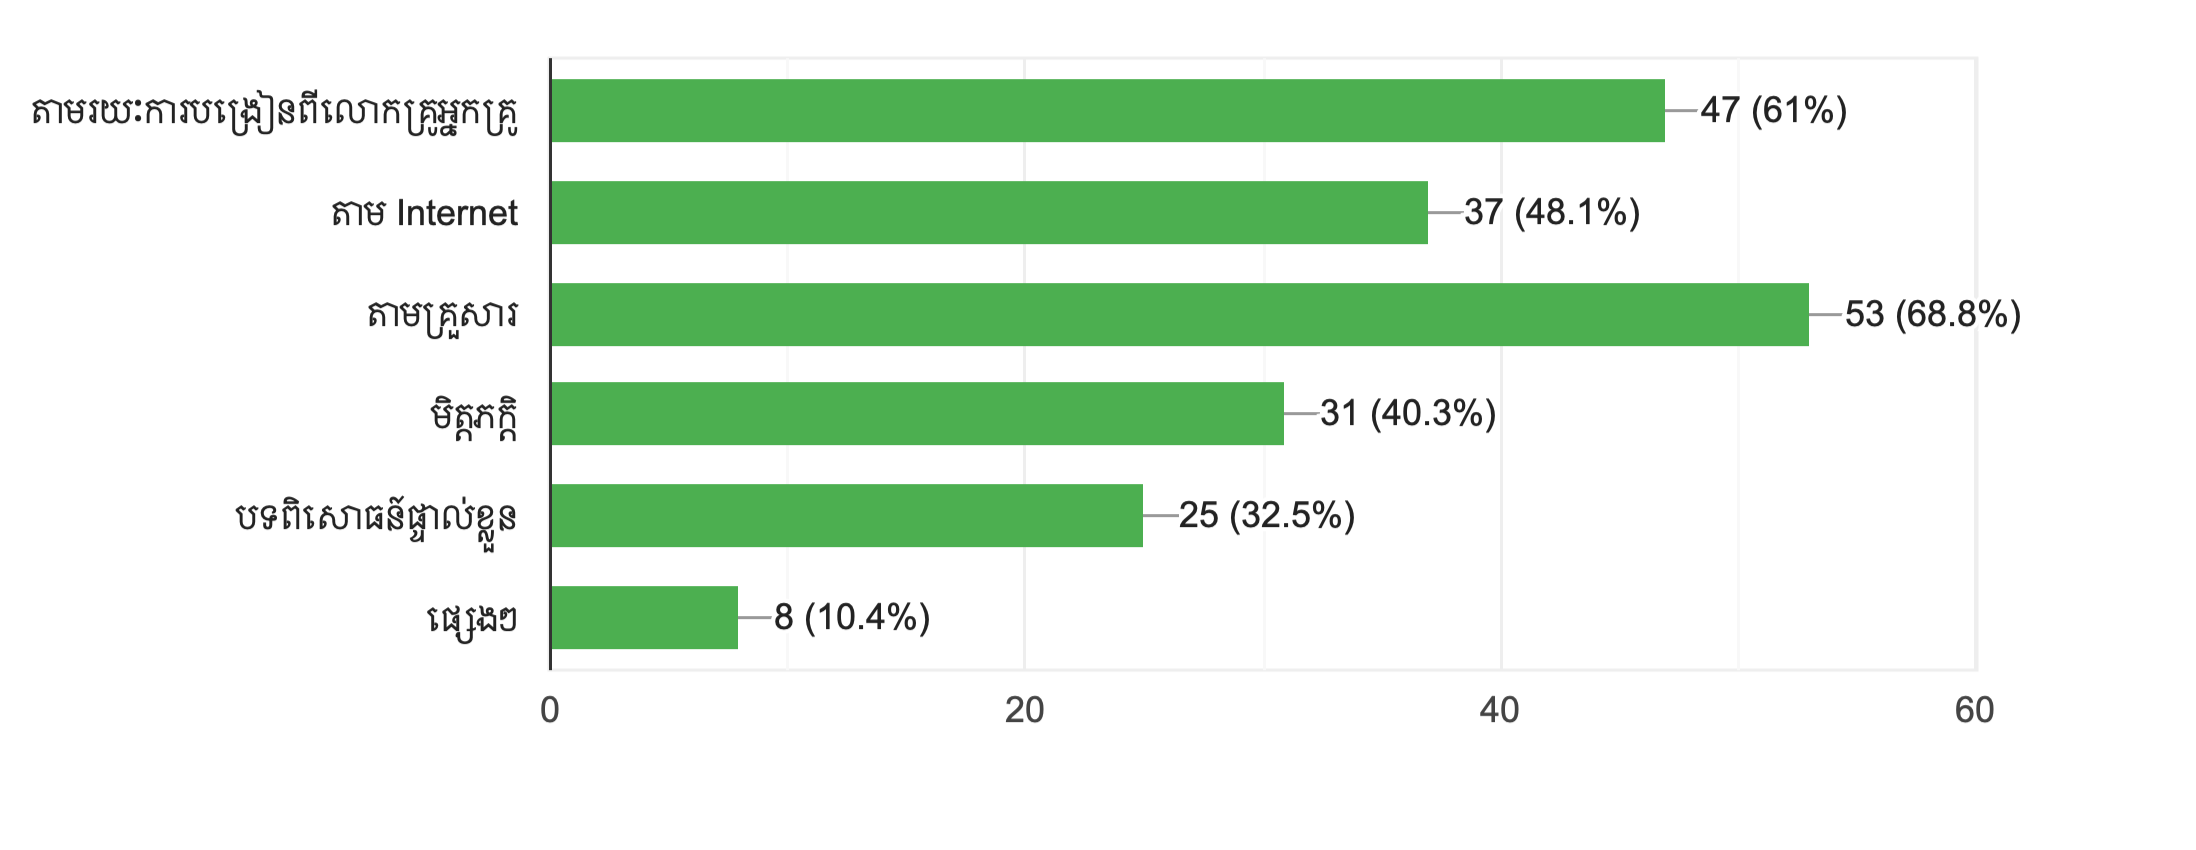 តាមរយៈការបង្រៀនពីលោកគ្រូអ្នកគ្រូ 47 (61%)
តាម Internet 37 (48.1%)
តាមគ្រួសារ 53 (68.8%)
មិត្តភក្តិ 31 (40.3%)
បទពិសោធន៍ផ្ទាល់ខ្លួន 25 (32.5%)
ផ្សេងៗ 8 (10.4%)
0 20 40 60